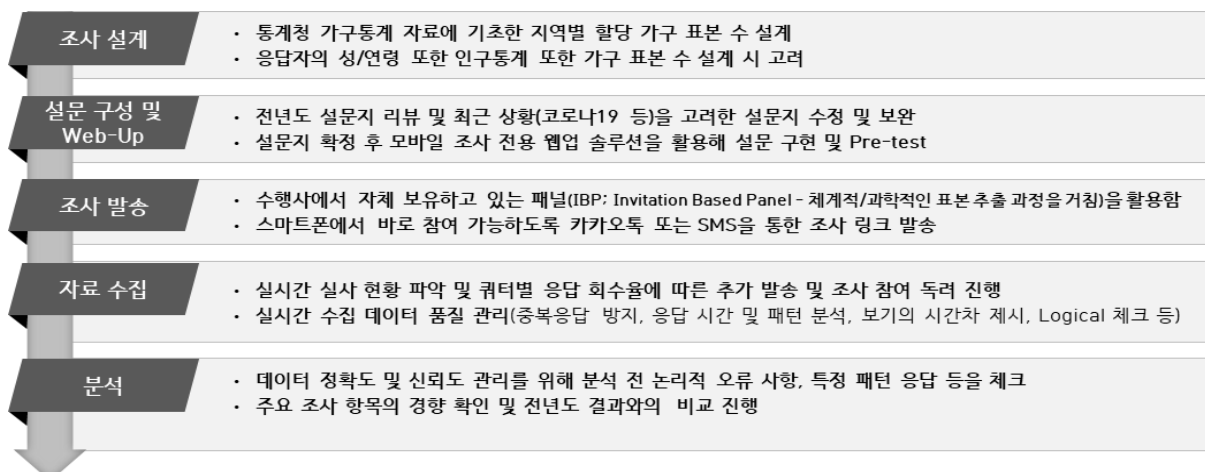 조사 설계
• 통계청 가구통계 자료에 기초한 지역별 할당 가구 표본 수 설계
• 응답자의 성/연령 또한 인구통계 또한 가구 표본 수 설계 시 고려
설문 구성 및
Web-Up
• 전년도 설문지 리뷰 및 최근 상황(코로나19 등)을 고려한 설문지 수정 및 보완
• 설문지 확정 후 모바일 조사 전용 웹업 솔루션을 활용해 설문 구현 및 Pre-test
조사 발송
• 수행사에서 자체 보유하고 있는 패널(IBP; Invitation Based Panel - 체계적/과학적인 표본 추출 과정을 거침)을 활용함
• 스마트폰에서 바로 참여 가능하도록 카카오톡 또는 SMS을 통한 조사 링크 발송
자료 수집
• 실시간 실사 현황 파악 및 쿼터별 응답 회수율에 따른 추가 발송 및 조사 참여 독려 진행
• 실시간 수집 데이터 품질 관리(중복응답 방지, 응답 시간 및 패턴 분석, 보기의 시간차 제시, Logical 체크 등)
분석
• 데이터 정확도 및 신뢰도 관리를 위해 분석 전 논리적 오류 사항, 특정 패턴 응답 등을 체크
• 주요 조사 항목의 경향 확인 및 전년도 결과와의 비교 진행